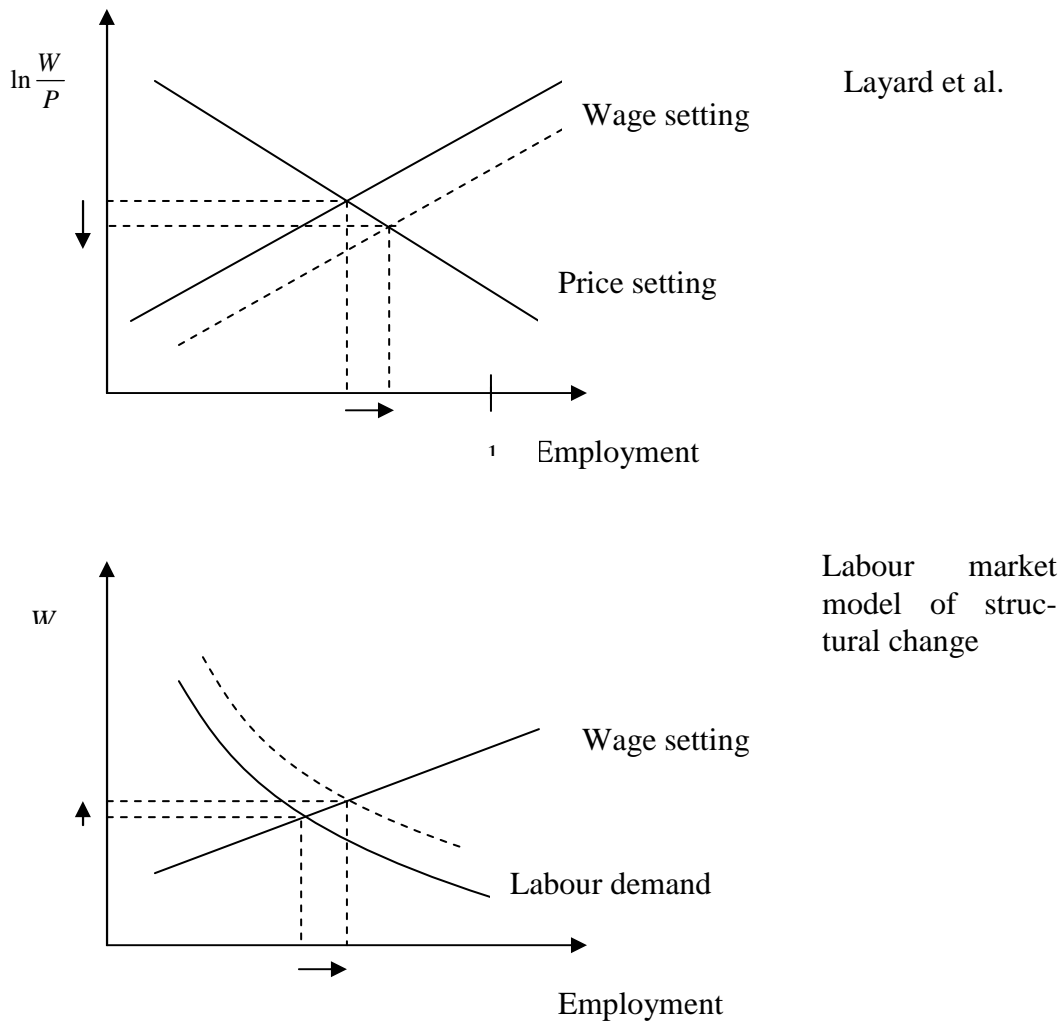 ln W
P
Layard et al.
Wage setting
Price setting
1 Employment
Labour market
model of struc-
tural change
W
Wage setting
Labour demand
Employment